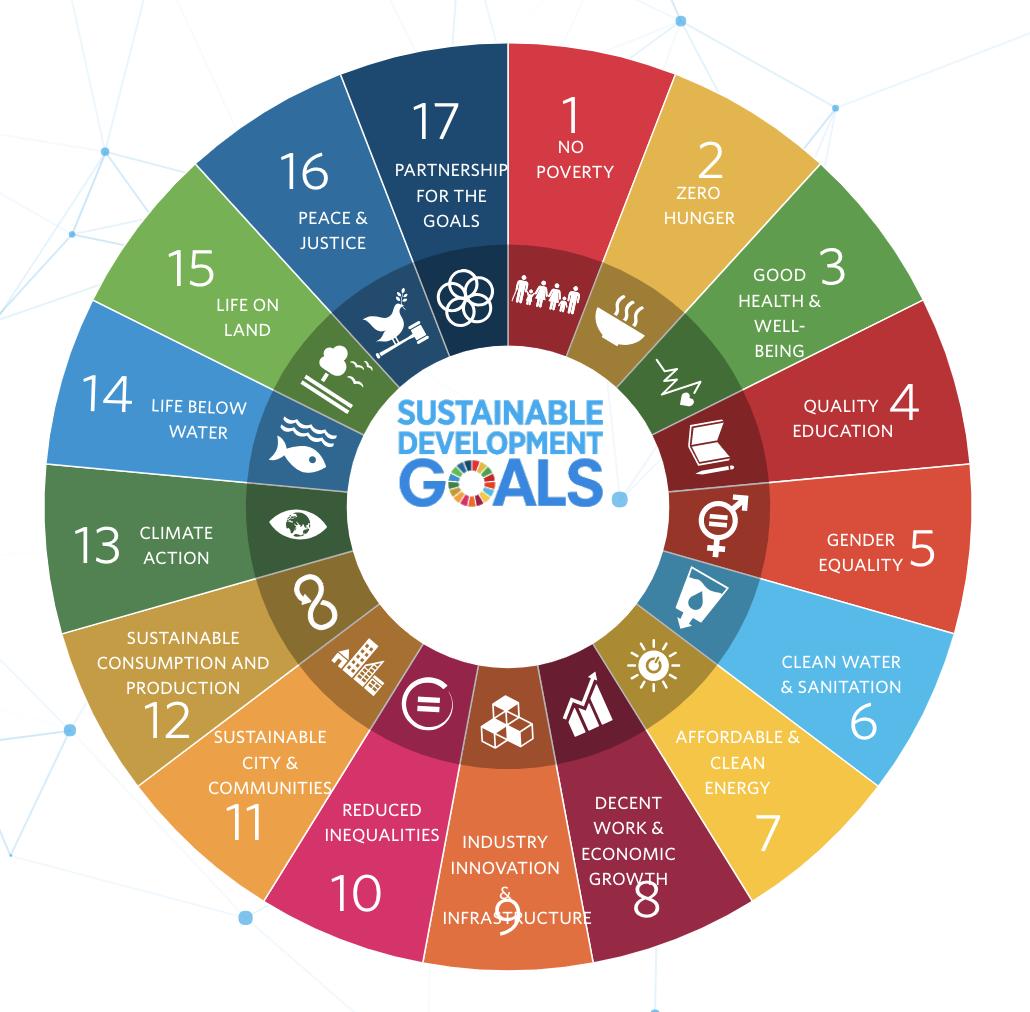 SUSTAINABLE
DEVELOPMENT
GOALS
1
NO
POVERTY
2
ZERO
HUNGER
3
GOOD
HEALTH &
WELL-
BEING
4
QUALITY
EDUCATION
5
GENDER
EQUALITY
CLEAN WATER
& SANITATION
6
AFFORDABLE &
CLEAN
ENERGY
7
DECENT
WORK &
ECONOMIC
GROWTH
8
INDUSTRY
INNOVATION
&
INFRASTRUCTURE
9
REDUCED
INEQUALITIES
10
SUSTAINABLE
CITY &
COMMUNITIES
11
SUSTAINABLE
CONSUMPTION AND
PRODUCTION
12
13
CLIMATE
ACTION
14
LIFE BELOW
WATER
15
LIFE ON
LAND
16
PEACE &
JUSTICE
17
PARTNERSHIP
FOR THE
GOALS